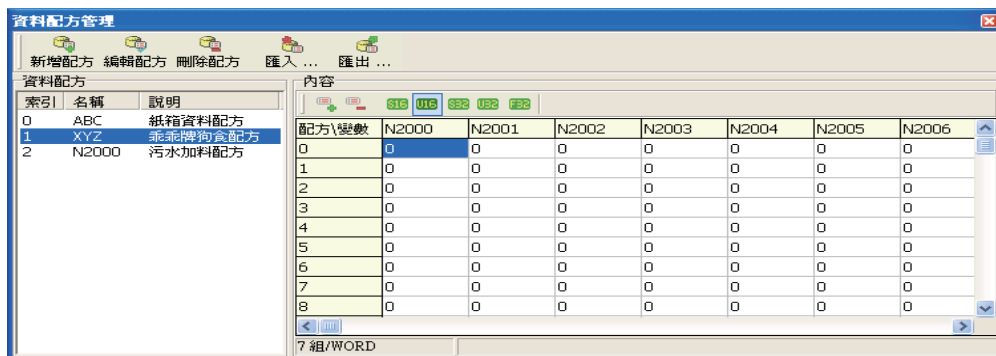 資料配方管理
新增配方 編輯配方 刪除配方 匯入 ... 匯出 ...
資料配方
索引 名稱 說明
0 ABC 紙箱資料配方
1 XYZ 乖乖牌狗食配方
2 N2000 污水加料配方
內容
S16 U16 S32 U32 F32
配方\變數 N2000 N2001 N2002 N2003 N2004 N2005 N2006
0 0 0 0 0 0 0 0
1 0 0 0 0 0 0 0
2 0 0 0 0 0 0 0
3 0 0 0 0 0 0 0
4 0 0 0 0 0 0 0
5 0 0 0 0 0 0 0
6 0 0 0 0 0 0 0
7 0 0 0 0 0 0 0
8 0 0 0 0 0 0 0
7 組/WORD